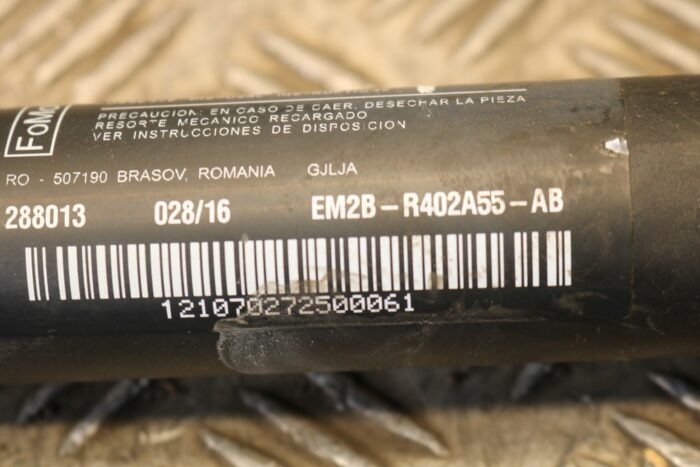 FoMo
PRECAUCION: EN CASO DE CAER, DESECHAR LA PIEZA
RESORTE MECANICO RECARGADO
VER INSTRUCCIONES DE DISPOSICION
RO - 507190 BRASOV, ROMANIA GJLJA
288013 028/16 EM2B-R402A55-AB
121070272500061